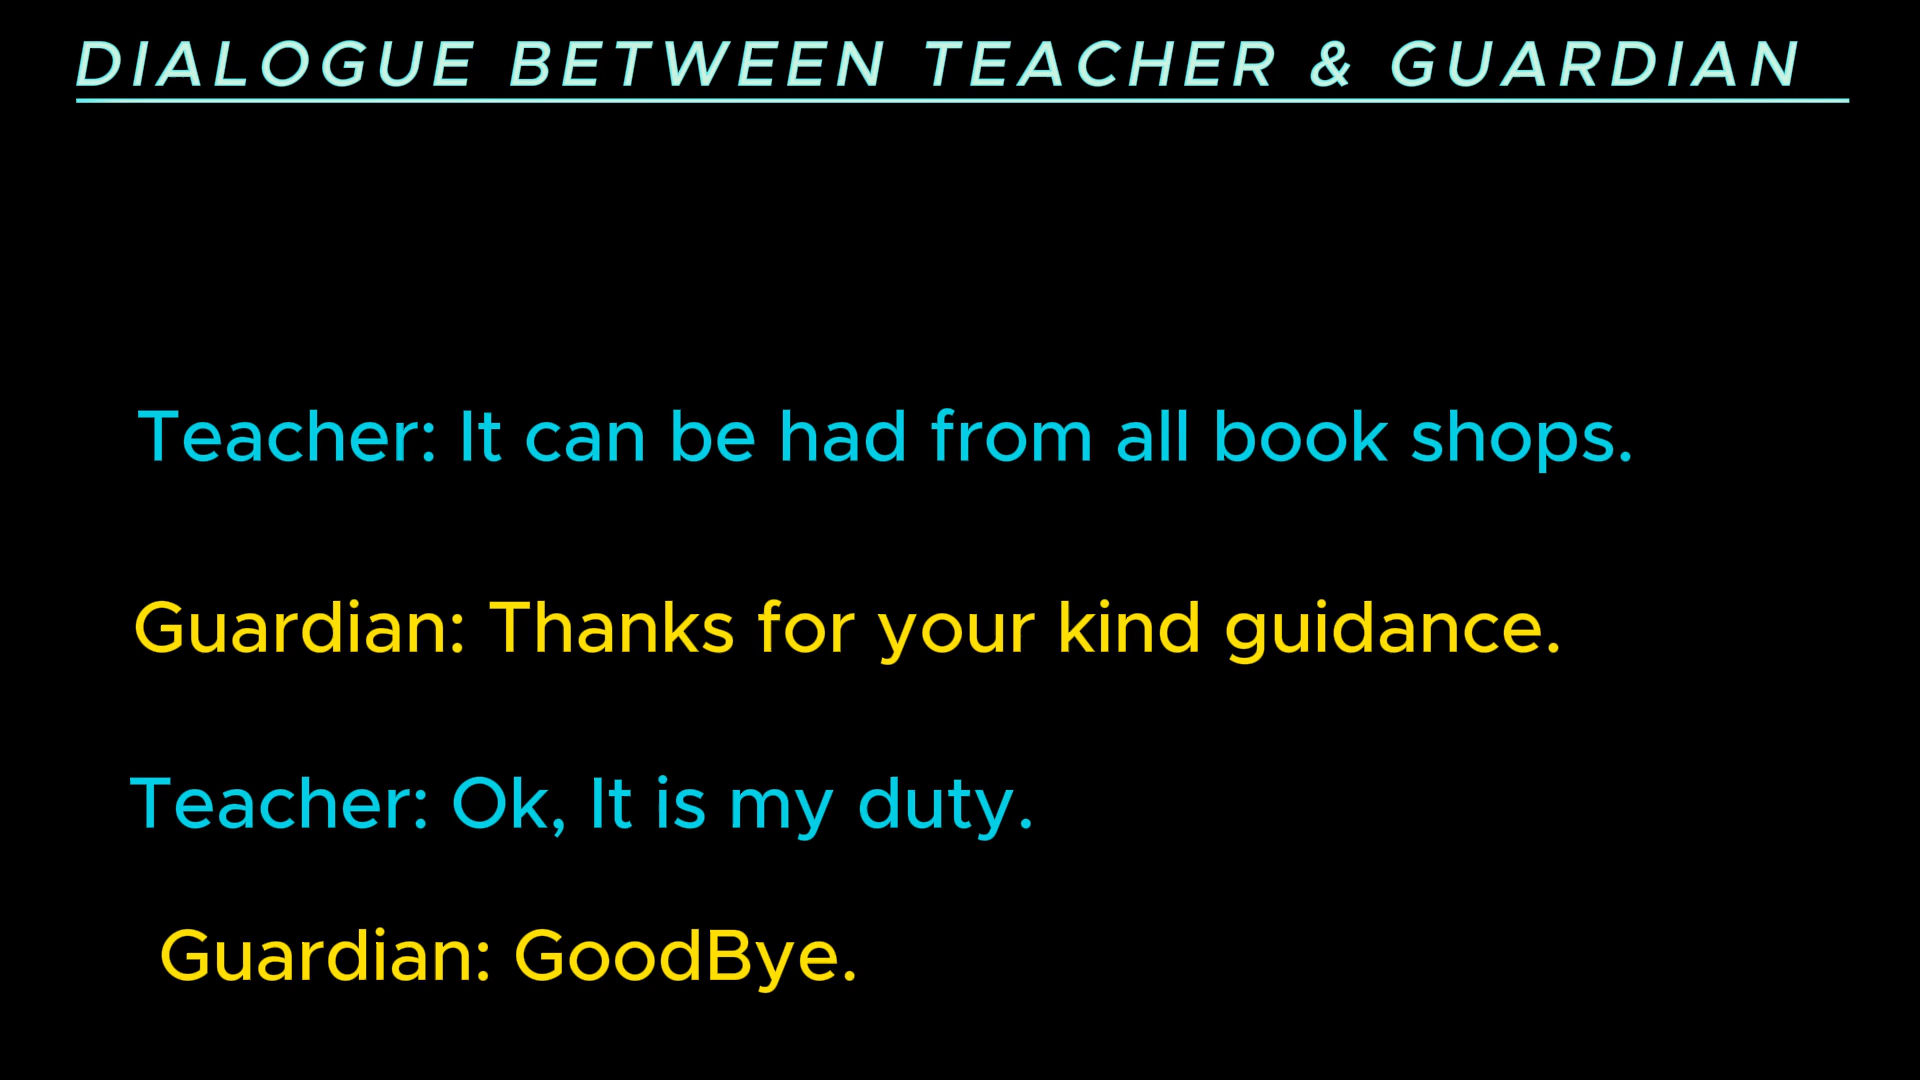 DIALOGUE BETWEEN TEACHER & GUARDIAN
Teacher: It can be had from all book shops.
Guardian: Thanks for your kind guidance.
Teacher: Ok, It is my duty.
Guardian: GoodBye.